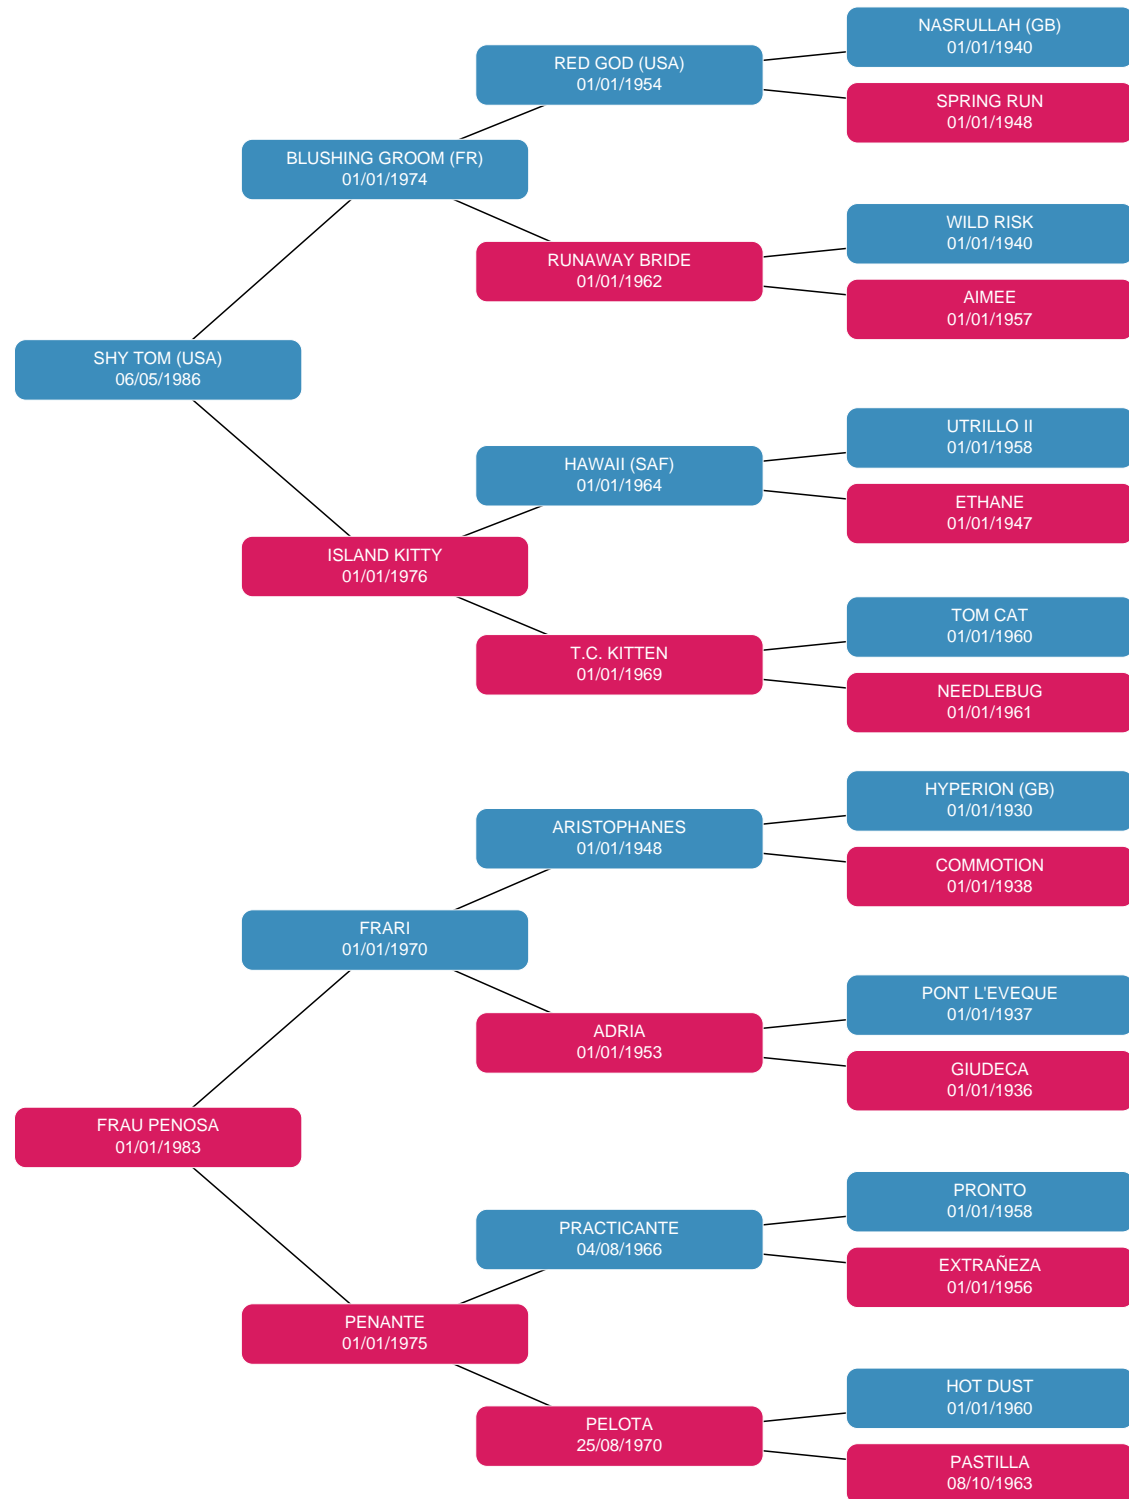 NASRULLAH (GB)
01/01/1940
RED GOD (USA)
01/01/1954
SPRING RUN
01/01/1948
BLUSHING GROOM (FR)
01/01/1974
WILD RISK
01/01/1940
RUNAWAY BRIDE
01/01/1962
AIMEE
01/01/1957
SHY TOM (USA)
06/05/1986
UTRILLO II
01/01/1958
HAWAII (SAF)
01/01/1964
ETHANE
01/01/1947
ISLAND KITTY
01/01/1976
TOM CAT
01/01/1960
T.C. KITTEN
01/01/1969
NEEDLEBUG
01/01/1961
HYPERION (GB)
01/01/1930
ARISTOPHANES
01/01/1948
COMMOTION
01/01/1938
FRARI
01/01/1970
PONT L'EVEQUE
01/01/1937
ADRIA
01/01/1953
GIUDECA
01/01/1936
FRAU PENOSA
01/01/1983
PRONTO
01/01/1958
PRACTICANTE
04/08/1966
EXTRAÑEZA
01/01/1956
PENANTE
01/01/1975
HOT DUST
01/01/1960
PELOTA
25/08/1970
PASTILLA
08/10/1963